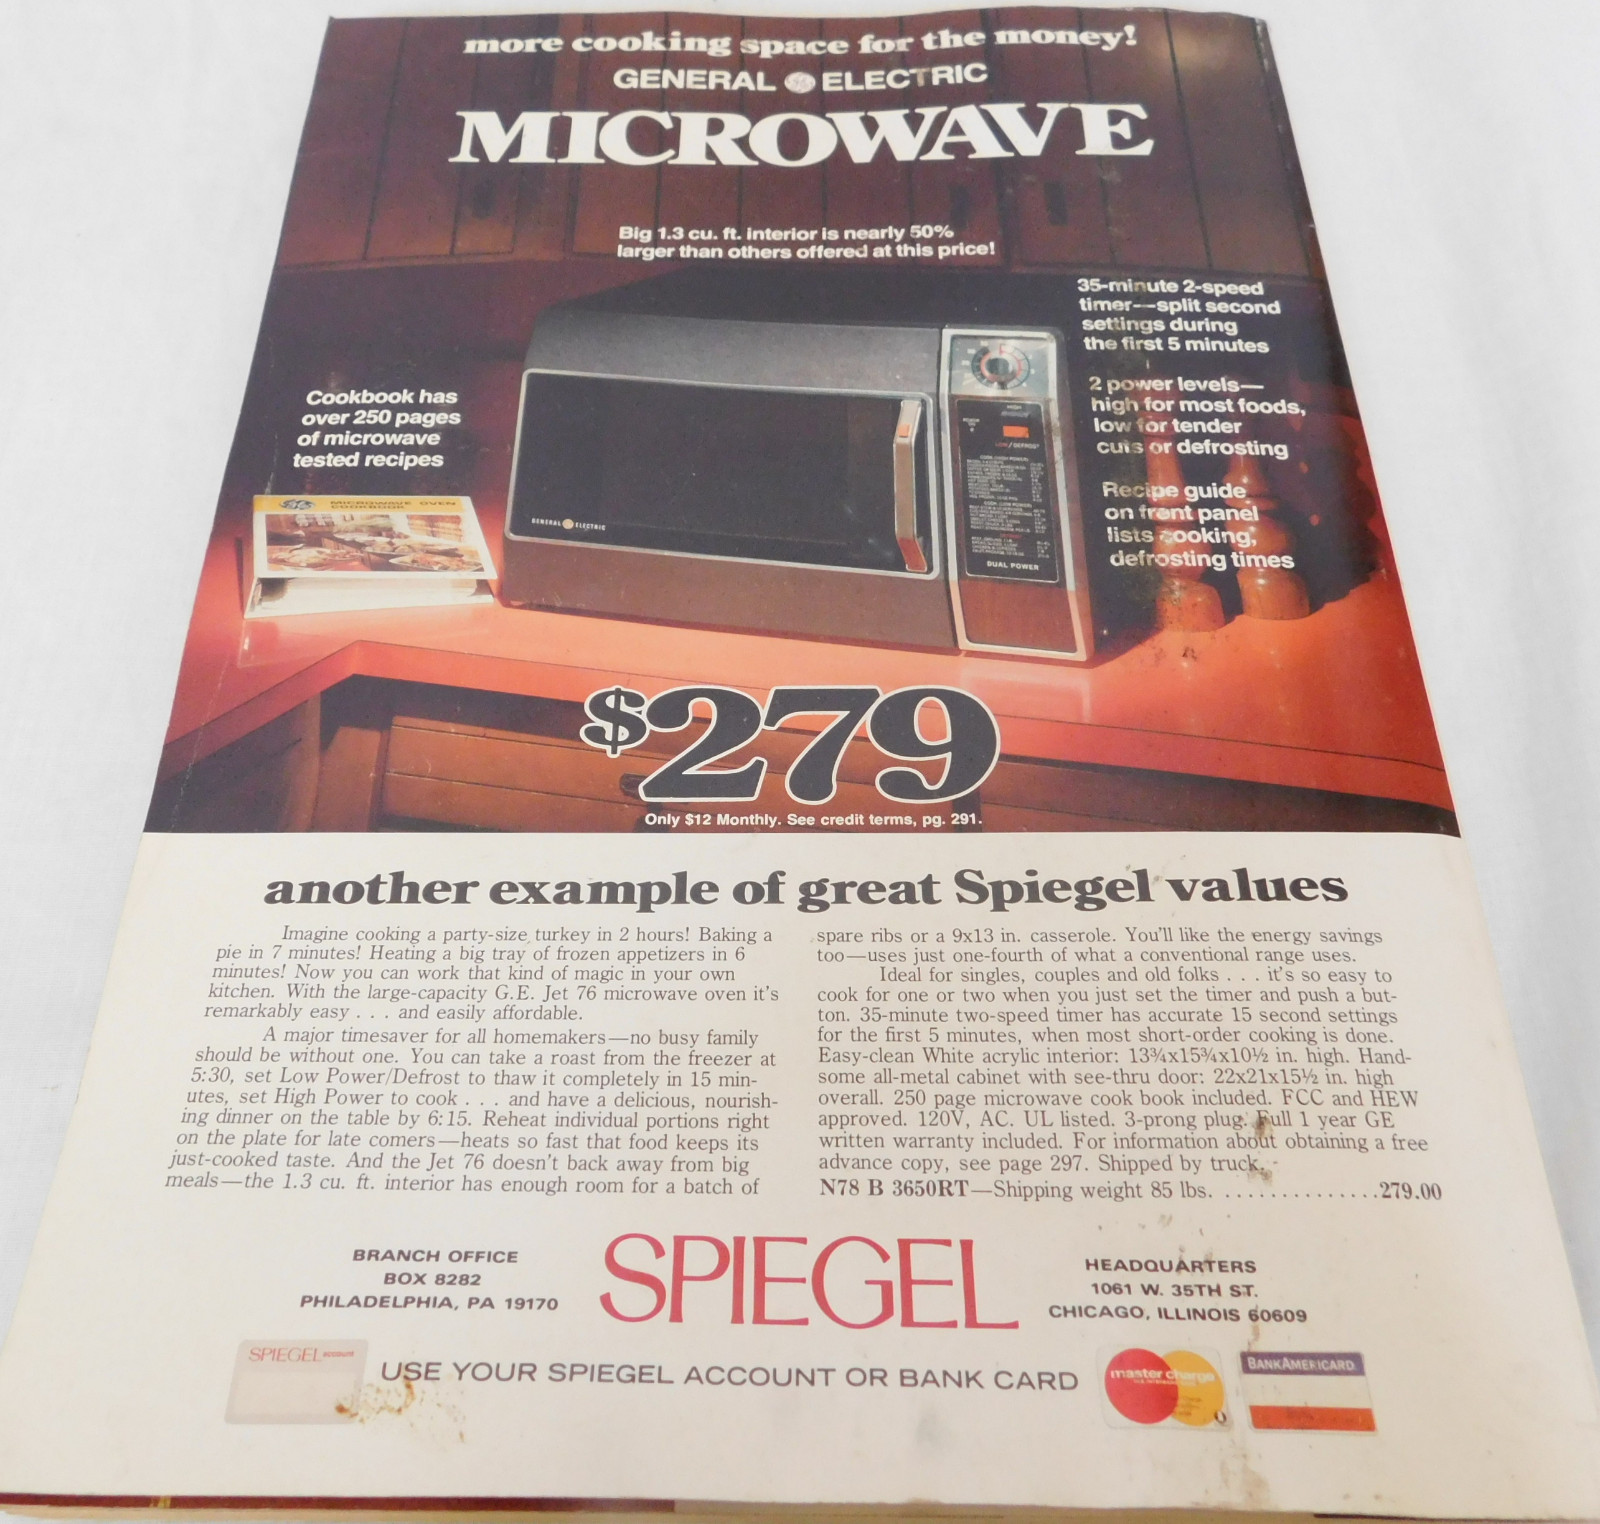 more cooking space for the money!
GENERAL GE ELECTRIC
MICROWAVE
Big 1.3 cu. ft. interior is nearly 50%
larger than others offered at this price!
35-minute 2-speed
timer—split second
settings during
the first 5 minutes
2 power levels—
high for most foods,
low for tender
cuts or defrosting
Recipe guide
on front panel
lists cooking,
defrosting times
Cookbook has
over 250 pages
of microwave
tested recipes
GE MICROWAVE OVEN
COOKBOOK
GENERAL GE ELECTRIC
HIGH
LOW/DEFROST
DUAL POWER
$279
Only $12 Monthly. See credit terms, pg. 291.
another example of great Spiegel values
Imagine cooking a party-size turkey in 2 hours! Baking a
pie in 7 minutes! Heating a big tray of frozen appetizers in 6
minutes! Now you can work that kind of magic in your own
kitchen. With the large-capacity G.E. Jet 76 microwave oven it's
remarkably easy . . . and easily affordable.
A major timesaver for all homemakers—no busy family
should be without one. You can take a roast from the freezer at
5:30, set Low Power/Defrost to thaw it completely in 15 min-
utes, set High Power to cook . . . and have a delicious, nourish-
ing dinner on the table by 6:15. Reheat individual portions right
on the plate for late comers—heats so fast that food keeps its
just-cooked taste. And the Jet 76 doesn't back away from big
meals—the 1.3 cu. ft. interior has enough room for a batch of
spare ribs or a 9x13 in. casserole. You'll like the energy savings
too—uses just one-fourth of what a conventional range uses.
Ideal for singles, couples and old folks . . . it's so easy to
cook for one or two when you just set the timer and push a but-
ton. 35-minute two-speed timer has accurate 15 second settings
for the first 5 minutes, when most short-order cooking is done.
Easy-clean White acrylic interior: 13¾x15¾x10½ in. high. Hand-
some all-metal cabinet with see-thru door: 22x21x15½ in. high
overall. 250 page microwave cook book included. FCC and HEW
approved. 120V, AC. UL listed. 3-prong plug. Full 1 year GE
written warranty included. For information about obtaining a free
advance copy, see page 297. Shipped by truck.
N78 B 3650RT—Shipping weight 85 lbs. . . . . . . . . . . . . . . .279.00
BRANCH OFFICE
BOX 8282
PHILADELPHIA, PA 19170
SPIEGEL
HEADQUARTERS
1061 W. 35TH ST.
CHICAGO, ILLINOIS 60609
SPIEGEL account
USE YOUR SPIEGEL ACCOUNT OR BANK CARD
master charge
BANKAMERICARD